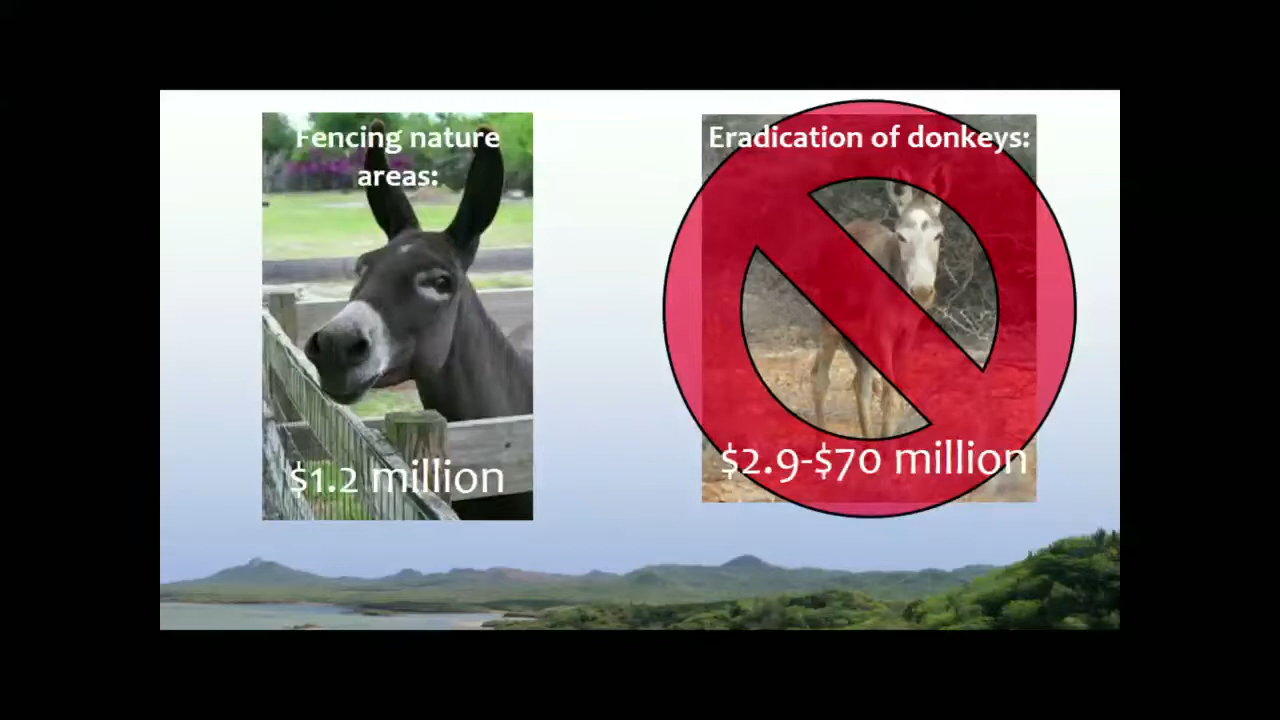 Fencing nature
areas:
$1.2 million
Eradication of donkeys:
$2.9-$70 million